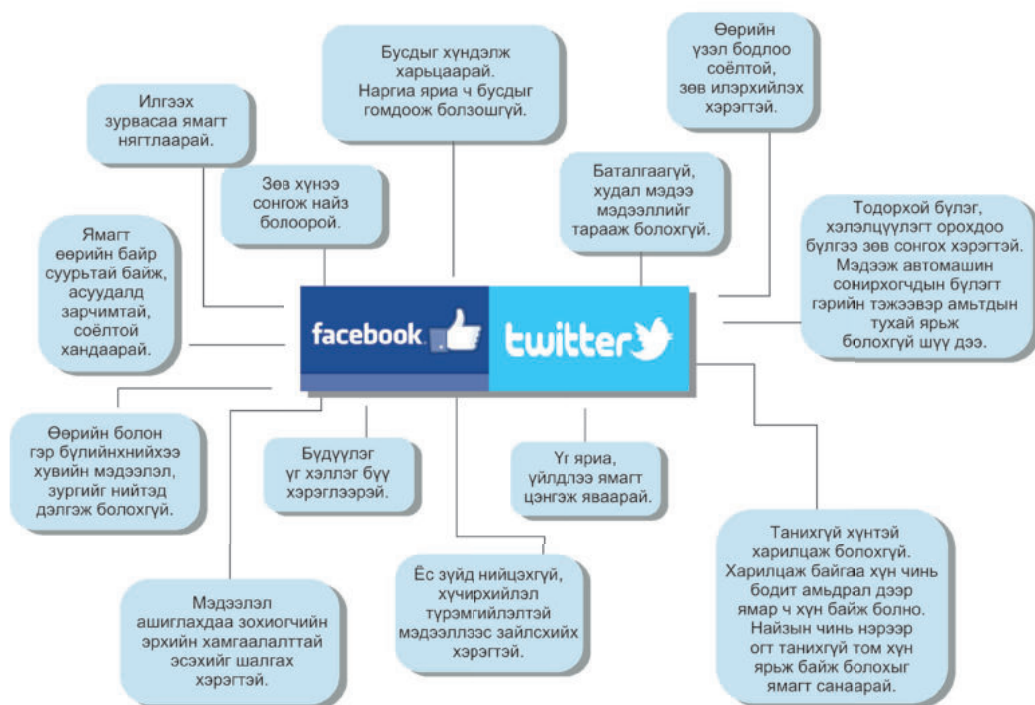 Илгээх
зурвасаа ямагт
нягтлаарай.
Бусдыг хүндэлж
харьцаарай.
Наргиа яриа ч бусдыг
гомдоож болзошгүй.
Өөрийн
үзэл бодлоо
соёлтой,
зөв илэрхийлэх
хэрэгтэй.
Зөв хүнээ
сонгож найз
болоорой.
Баталгаагүй,
худал мэдээ
мэдээллийг
тарааж болохгүй.
Ямагт
өөрийн байр
суурьтай байж,
асуудалд
зарчимтай,
соёлтой
хандаарай.
Тодорхой бүлэг,
хэлэлцүүлэгт орохдоо
бүлгээ зөв сонгох хэрэгтэй.
Мэдээж автомашин
сонирхогчдын бүлэгт
гэрийн тэжээвэр амьтдын
тухай ярьж
болохгүй шүү дээ.
facebook
twitter
Өөрийн болон
гэр бүлийнхнийхээ
хувийн мэдээлэл,
зургийг нийтэд
дэлгэж болохгүй.
Бүдүүлэг
үг хэллэг бүү
хэрэглээрэй.
Үг яриа,
үйлдлээ ямагт
цэнгэж яваарай.
Мэдээлэл
ашиглахдаа зохиогчийн
эрхийн хамгаалалттай
эсэхийг шалгах
хэрэгтэй.
Ёс зүйд нийцэхгүй,
хүчирхийлэл
түрэмгийлэлтэй
мэдээллээс зайлсхийх
хэрэгтэй.
Танихгүй хүнтэй
харилцаж болохгүй.
Харилцаж байгаа хүн чинь
бодит амьдрал дээр
ямар ч хүн байж болно.
Найзын чинь нэрээр
огт танихгүй том хүн
ярьж байж болохыг
ямагт санаарай.